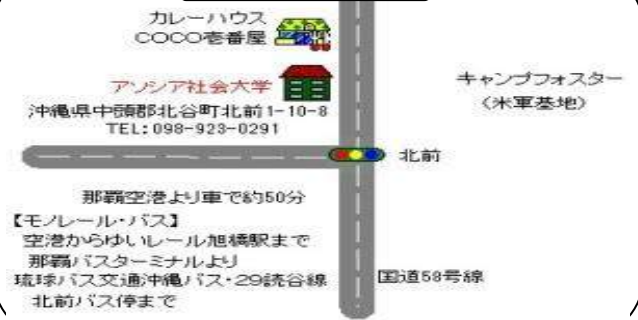 カレーハウス
COCO壱番屋
アソシア社会大学
沖縄県中頭郡北谷町北前1-10-8
TEL:098-923-0291
キャンプフォスター
(米軍基地)
北前
那覇空港より車で約50分
【モノレール・バス】
空港からゆいレール旭橋駅まで
那覇バスターミナルより
琉球バス交通沖縄バス・29読谷線
北前バス停まで
国道58号線